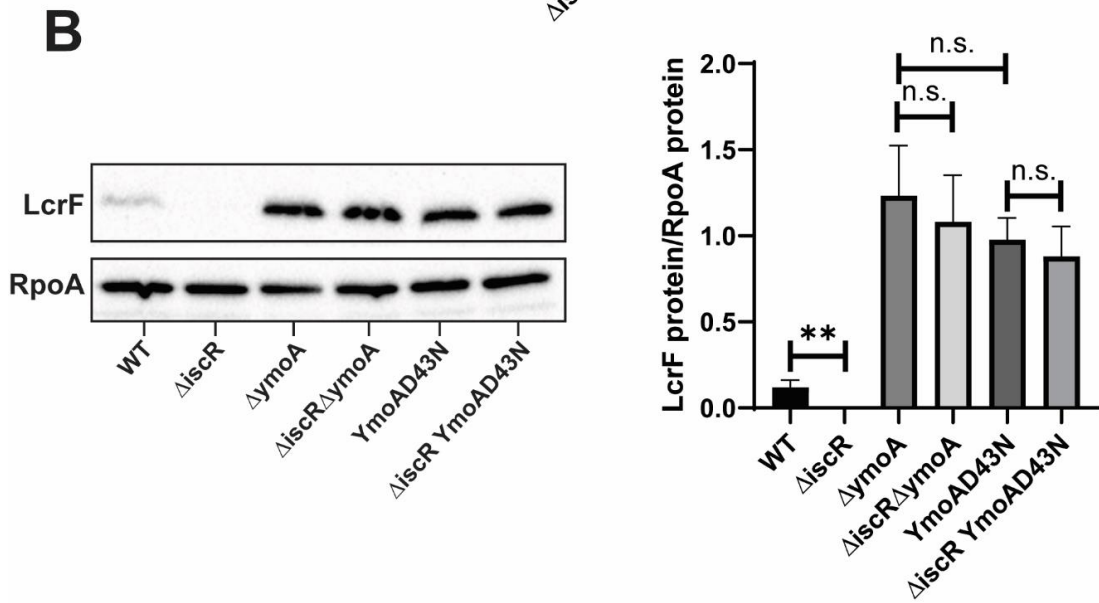 Δis
B
LcrF
RpoA
WT
ΔiscR
ΔymoA
ΔiscRΔymoA
YmoAD43N
ΔiscR YmoAD43N
LcrF protein/RpoA protein
2.0
1.5
1.0
0.5
0.0
n.s.
n.s.
n.s.
**
WT
ΔiscR
ΔymoA
ΔiscRΔymoA
YmoAD43N
ΔiscR YmoAD43N